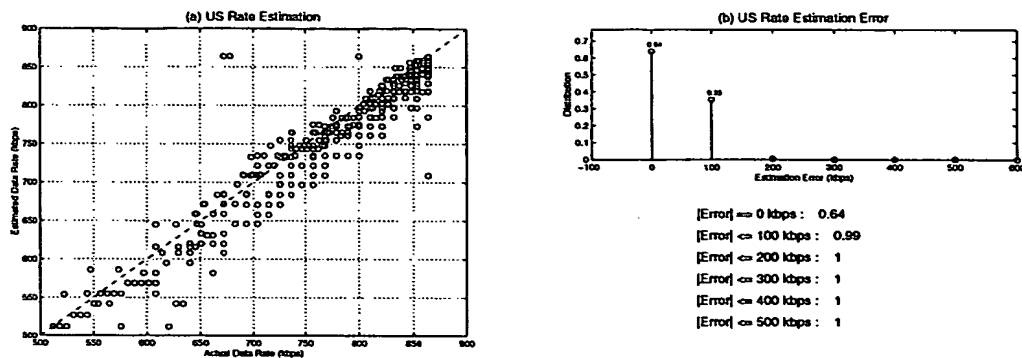 (a) US Rate Estimation
900
850
800
750
700
650
600
550
500
500 550 600 650 700 750 800 850 900
Estimated Data Rate (kbps)
Actual Data Rate (kbps)
(b) US Rate Estimation Error
0.7
0.6
0.5
0.4
0.3
0.2
0.1
0
-100 0 100 200 300 400 500 600
Distribution
0.64
0.35
Estimation Error (kbps)
|Error| == 0 kbps : 0.64
|Error| <= 100 kbps : 0.99
|Error| <= 200 kbps : 1
|Error| <= 300 kbps : 1
|Error| <= 400 kbps : 1
|Error| <= 500 kbps : 1